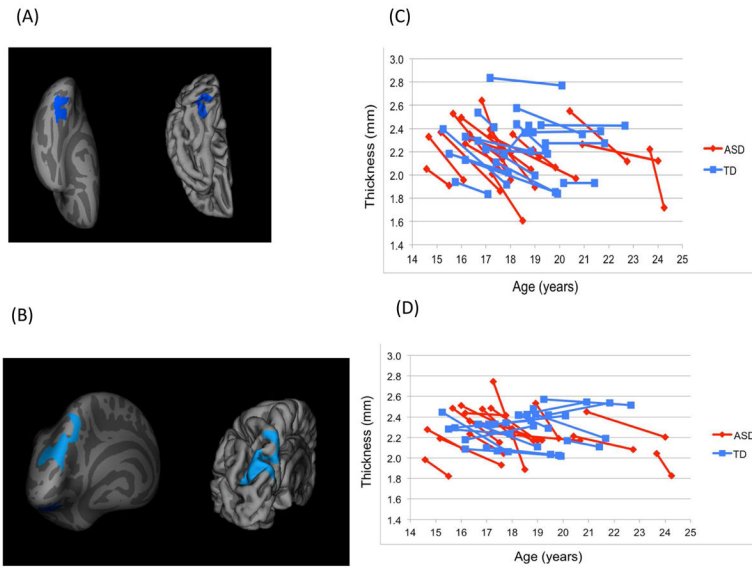 (A)
(C)
3.0
2.8
2.6
2.4
2.2
2.0
1.8
1.6
1.4
Thickness (mm)
14 15 16 17 18 19 20 21 22 23 24 25
Age (years)
ASD
TD
(B)
(D)
3.0
2.8
2.6
2.4
2.2
2.0
1.8
1.6
1.4
Thickness (mm)
14 15 16 17 18 19 20 21 22 23 24 25
Age (years)
ASD
TD